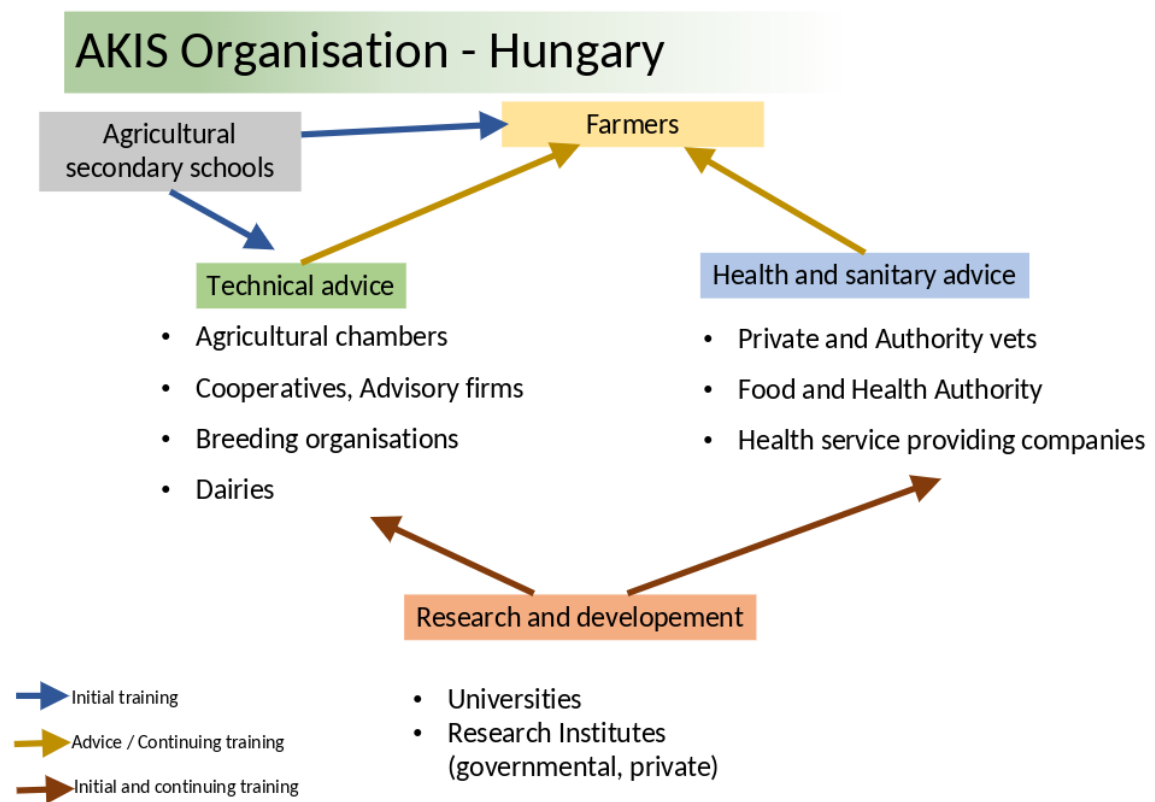 AKIS Organisation - Hungary
Agricultural
secondary schools
Farmers
Technical advice
• Agricultural chambers
• Cooperatives, Advisory firms
• Breeding organisations
• Dairies
Health and sanitary advice
• Private and Authority vets
• Food and Health Authority
• Health service providing companies
Research and developement
• Universities
• Research Institutes
(governmental, private)
Initial training
Advice / Continuing training
Initial and continuing training